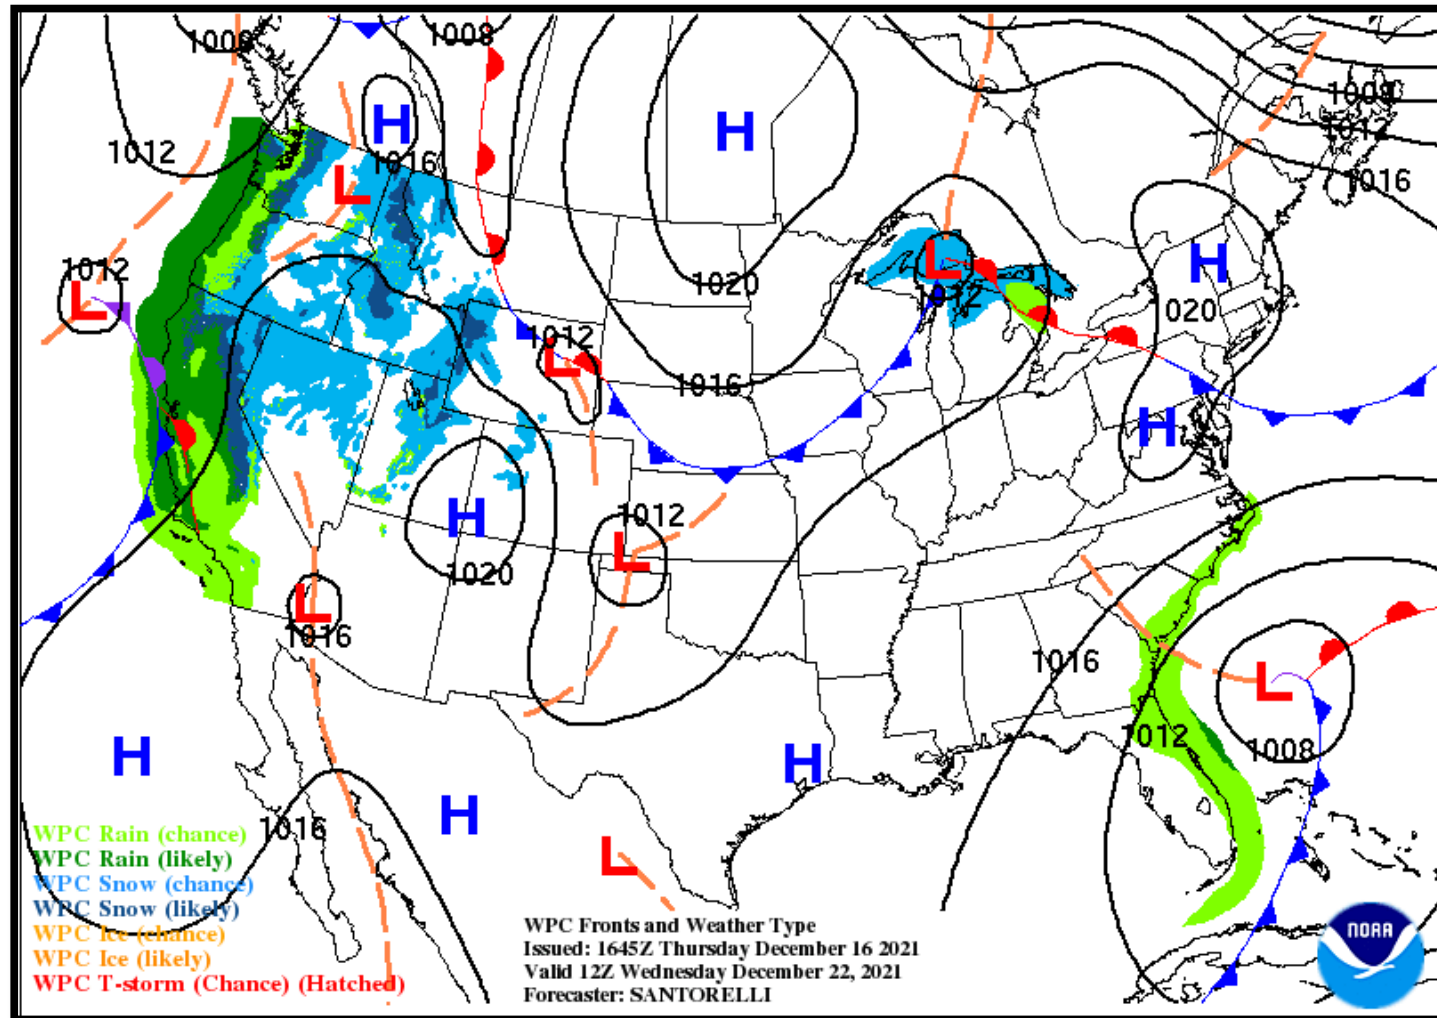 1008
1008
H
1008
H
1012
1012
1016
L
1016
H
1012
L
1020
L
1012
020
1012
L
L
1016
H
1012
H
L
1020
L
1016
1016
L
1012
1008
H
H
H
1016
L
WPC Rain (chance)
WPC Rain (likely)
WPC Snow (chance)
WPC Snow (likely)
WPC Ice (chance)
WPC Ice (likely)
WPC T-storm (Chance) (Hatched)
WPC Fronts and Weather Type
Issued: 1645Z Thursday December 16 2021
Valid 12Z Wednesday December 22, 2021
Forecaster: SANTORELLI
NOAA